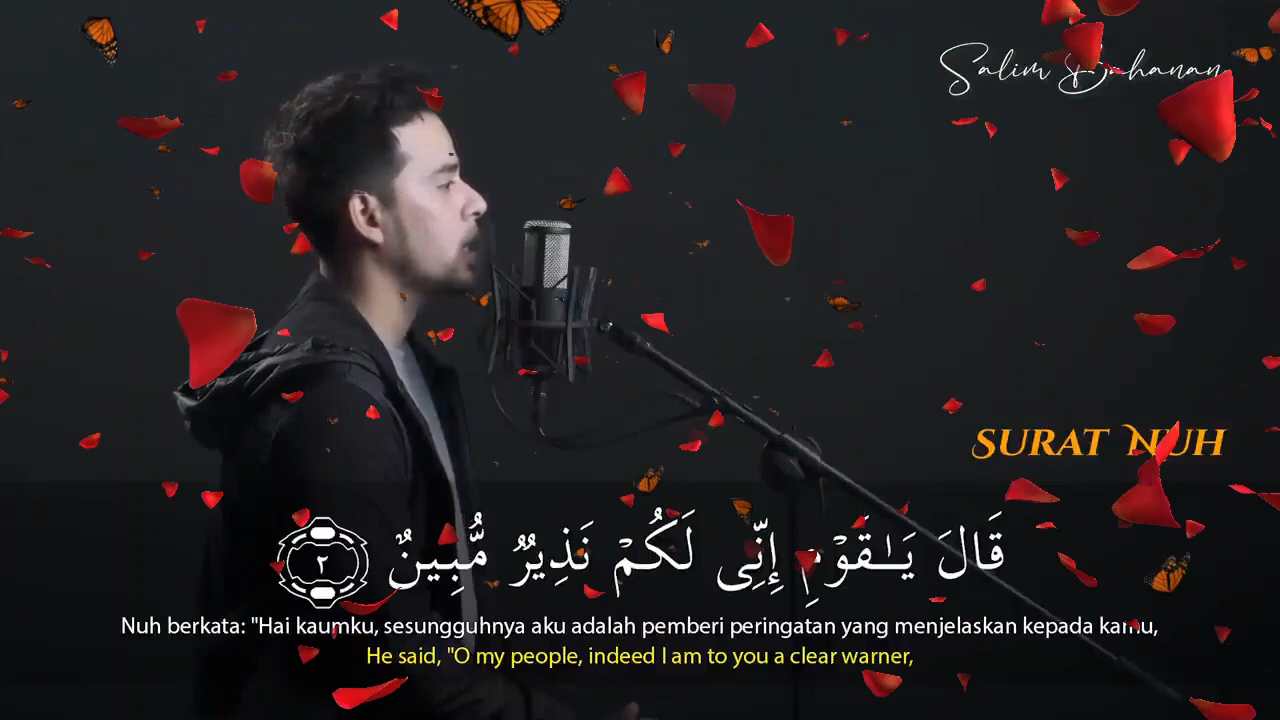 Salim Bahanan
SURAT NUH
قَالَ يَـٰقَوْمِ إِنِّى لَكُمْ نَذِيرٌ مُّبِينٌ ٢
Nuh berkata: "Hai kaumku, sesungguhnya aku adalah pemberi peringatan yang menjelaskan kepada kamu,
He said, "O my people, indeed I am to you a clear warner,